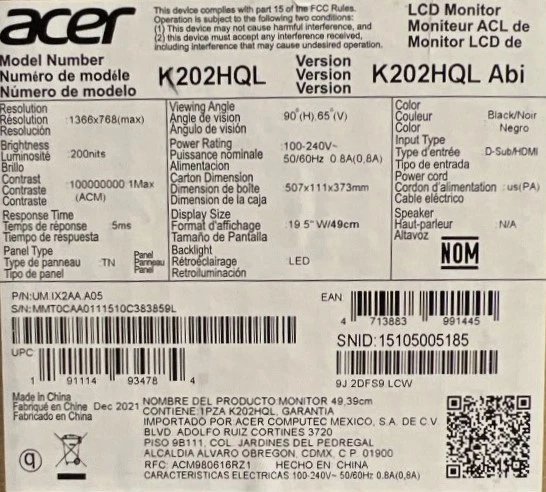 acer
This device complies with part 15 of the FCC Rules.
Operation is subject to the following two conditions:
(1) This device may not cause harmful interference, and
(2) this device must accept any interference received,
including interference that may cause undesired operation.
LCD Monitor
Moniteur ACL de
Monitor LCD de
Model Number
Numéro de modéle
Número de modelo
K202HQL
Version
Version
Version
K202HQL Abi
Resolution
Résolution :1366x768(max)
Resolución
Brightness
Luminosité :200nits
Brillo
Contrast
Contraste :100000000 1Max
Contraste (ACM)
Response Time
Temps de réponse :5ms
Tiempo de respuesta
Panel Type Panel
Type de panneau :TN Panneau
Tipo de panel Panel
Viewing Angle
Angle de vision 90°(H),65°(V)
Angulo de visión
Power Rating :100-240V~
Puissance nominale 50/60Hz 0.8A(0,8A)
Alimentacion
Carton Dimension
Dimension de boîte 507x111x373mm
Dimension de la caja
Display Size
Format d'affichage :19.5"W/49cm
Tamaño de Pantalla
Backlight
Rétroéclairage :LED
Retroiluminación
Color
Couleur Black/Noir
Color Negro
Input Type
Type d'entrée :D-Sub/HDMI
Tipo de entrada
Power cord
Cordon d'alimentation :us(PA)
Cable eléctrico
Speaker
Haut-parleur :N/A
Altavoz
NOM
P/N:UM.IX2AA.A05
S/N:MMT0CAA0111510C383859L
UPC
1 91114 93478 4
EAN
4 713883 991445
SNID:15105005185
9J 2DFS9 LCW
Made in China
Fabriqué en Chine Dec 2021
Fabricado en China
NOMBRE DEL PRODUCTO MONITOR 49,39cm
CONTIENE 1PZA K202HQL, GARANTIA
IMPORTADO POR ACER COMPUTEC MEXICO, S.A. DE C.V
BLVD ADOLFO RUIZ CORTINES 3720
PISO 9B111, COL. JARDINES DEL PEDREGAL
ALCALDIA ALVARO OBREGON, CDMX, C.P. 01900
RFC: ACM980616RZ1 HECHO EN CHINA
CARACTERISTICAS ELECTRICAS 100-240V~ 50/60Hz 0.8A(0,8A)
q